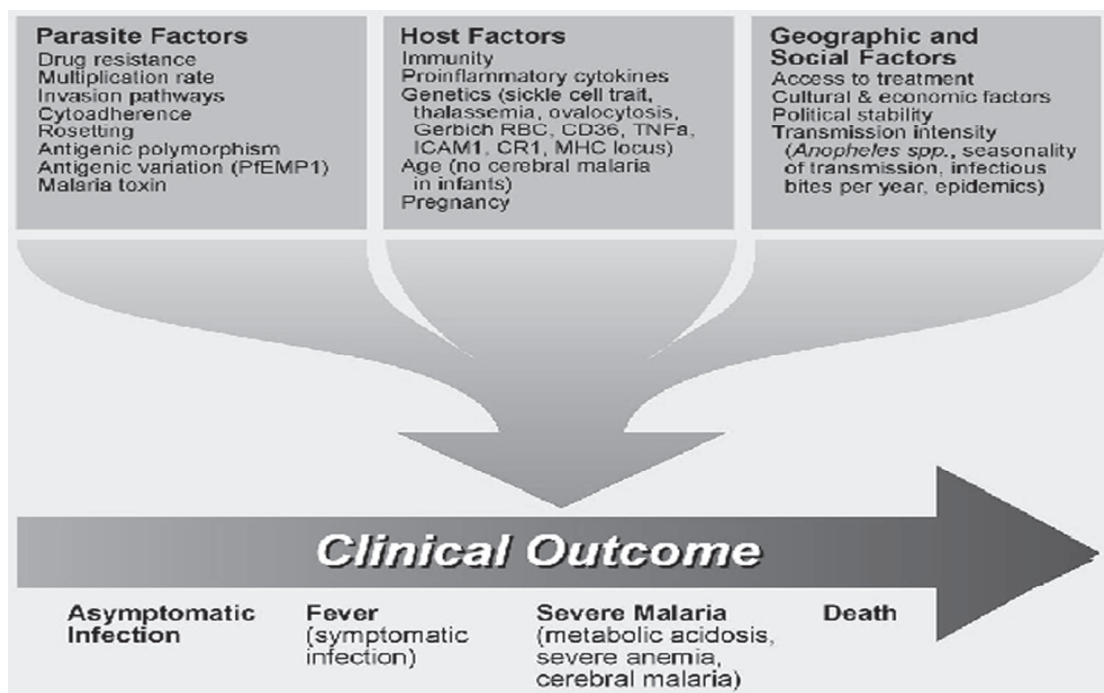 Parasite Factors
Drug resistance
Multiplication rate
Invasion pathways
Cytoadherence
Rosetting
Antigenic polymorphism
Antigenic variation (PfEMP1)
Malaria toxin
Host Factors
Immunity
Proinflammatory cytokines
Genetics (sickle cell trait,
thalassemia, ovalocytosis,
Gerbich RBC, CD36, TNFa,
ICAM1, CR1, MHC locus)
Age (no cerebral malaria
in infants)
Pregnancy
Geographic and
Social Factors
Access to treatment
Cultural & economic factors
Political stability
Transmission intensity
(Anopheles spp., seasonality
of transmission, infectious
bites per year, epidemics)
Clinical Outcome
Asymptomatic
Infection
Fever
(symptomatic
infection)
Severe Malaria
(metabolic acidosis,
severe anemia,
cerebral malaria)
Death